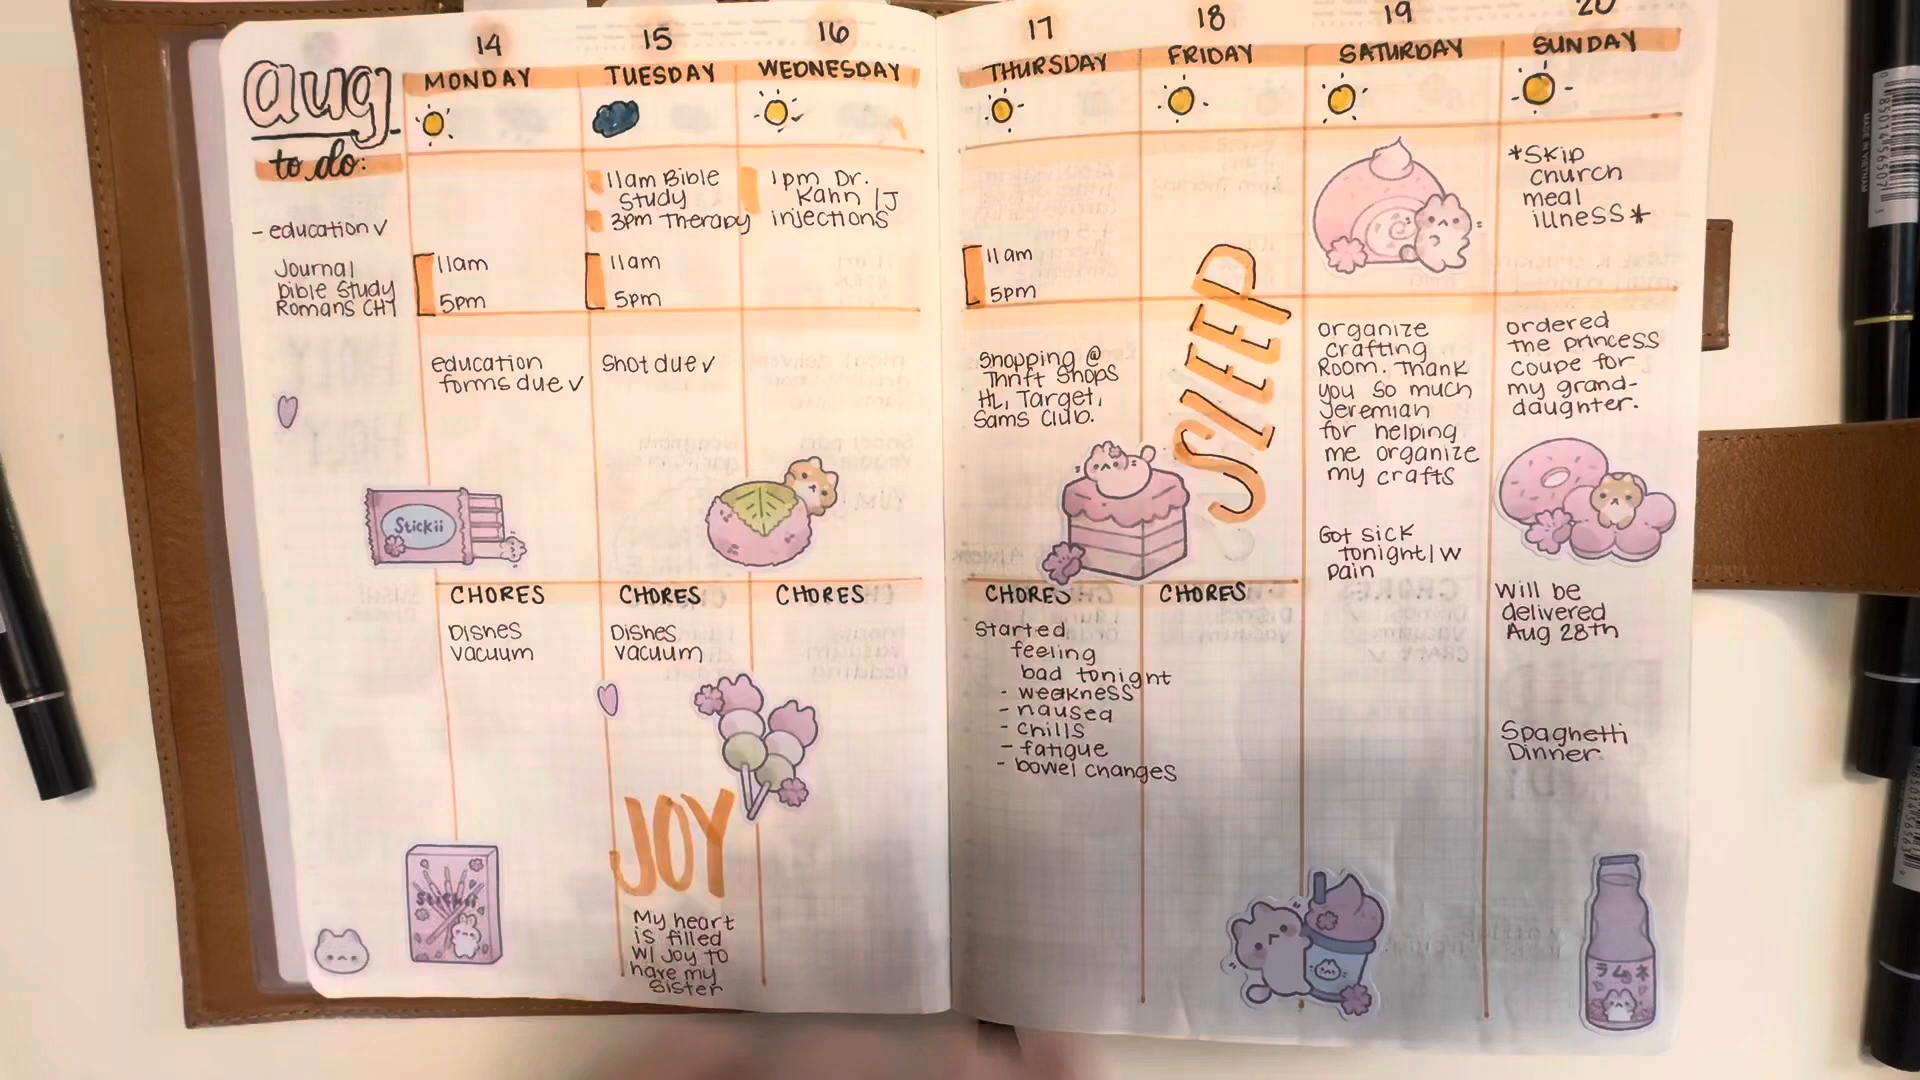 aug
to do:
- education ✓
Journal
bible Study
Romans CH7
14
MONDAY
11am
5pm
education
forms due ✓
Stickii
CHORES
Dishes
vacuum
Stickii
15
TUESDAY
11am Bible
Study
3pm Therapy
11am
5pm
Shot due ✓
CHORES
Dishes
vacuum
JOY
My heart
is filled
w/ Joy to
have my
Sister
16
WEDNESDAY
1pm Dr.
Kahn /J
injections
CHORES
17
THURSDAY
11am
5pm
Shopping @
Thrift Shops
HL, Target,
Sams Club.
CHORES
Started
feeling
bad tonight
- weakness
- nausea
- chills
- fatigue
- bowel changes
18
FRIDAY
SLEEP
CHORES
19
SATURDAY
organize
crafting
Room. Thank
you so much
Jeremiah
for helping
me organize
my crafts
Got sick
tonight/w
pain
20
SUNDAY
*Skip
church
meal
illness*
ordered
the princess
coupe for
my grand-
daughter.
Will be
delivered
Aug 28th
Spaghetti
Dinner
ラムネ